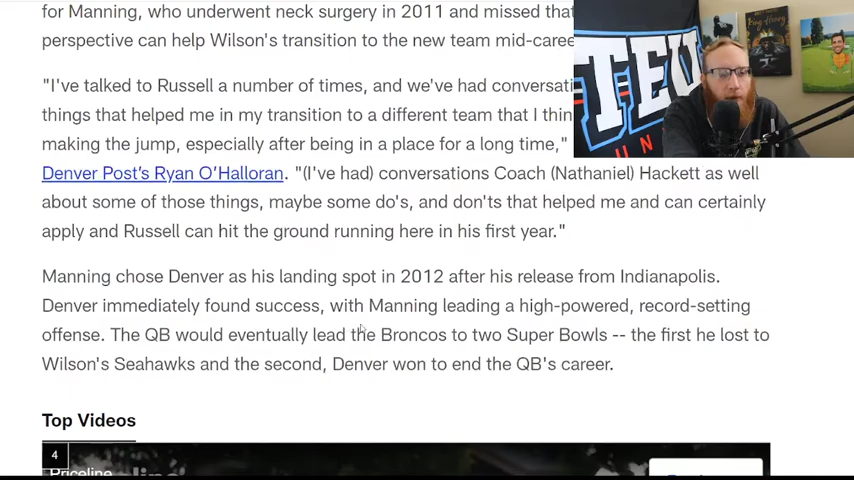 for Manning, who underwent neck surgery in 2011 and missed that
perspective can help Wilson's transition to the new team mid-caree
"I've talked to Russell a number of times, and we've had conversati
things that helped me in my transition to a different team that I thin
making the jump, especially after being in a place for a long time,"
Denver Post's Ryan O'Halloran. "(I've had) conversations Coach (Nathaniel) Hackett as well
about some of those things, maybe some do's, and don'ts that helped me and can certainly
apply and Russell can hit the ground running here in his first year."
Manning chose Denver as his landing spot in 2012 after his release from Indianapolis.
Denver immediately found success, with Manning leading a high-powered, record-setting
offense. The QB would eventually lead the Broncos to two Super Bowls -- the first he lost to
Wilson's Seahawks and the second, Denver won to end the QB's career.
Top Videos
4
Priceline
TEU
UN
King Henry